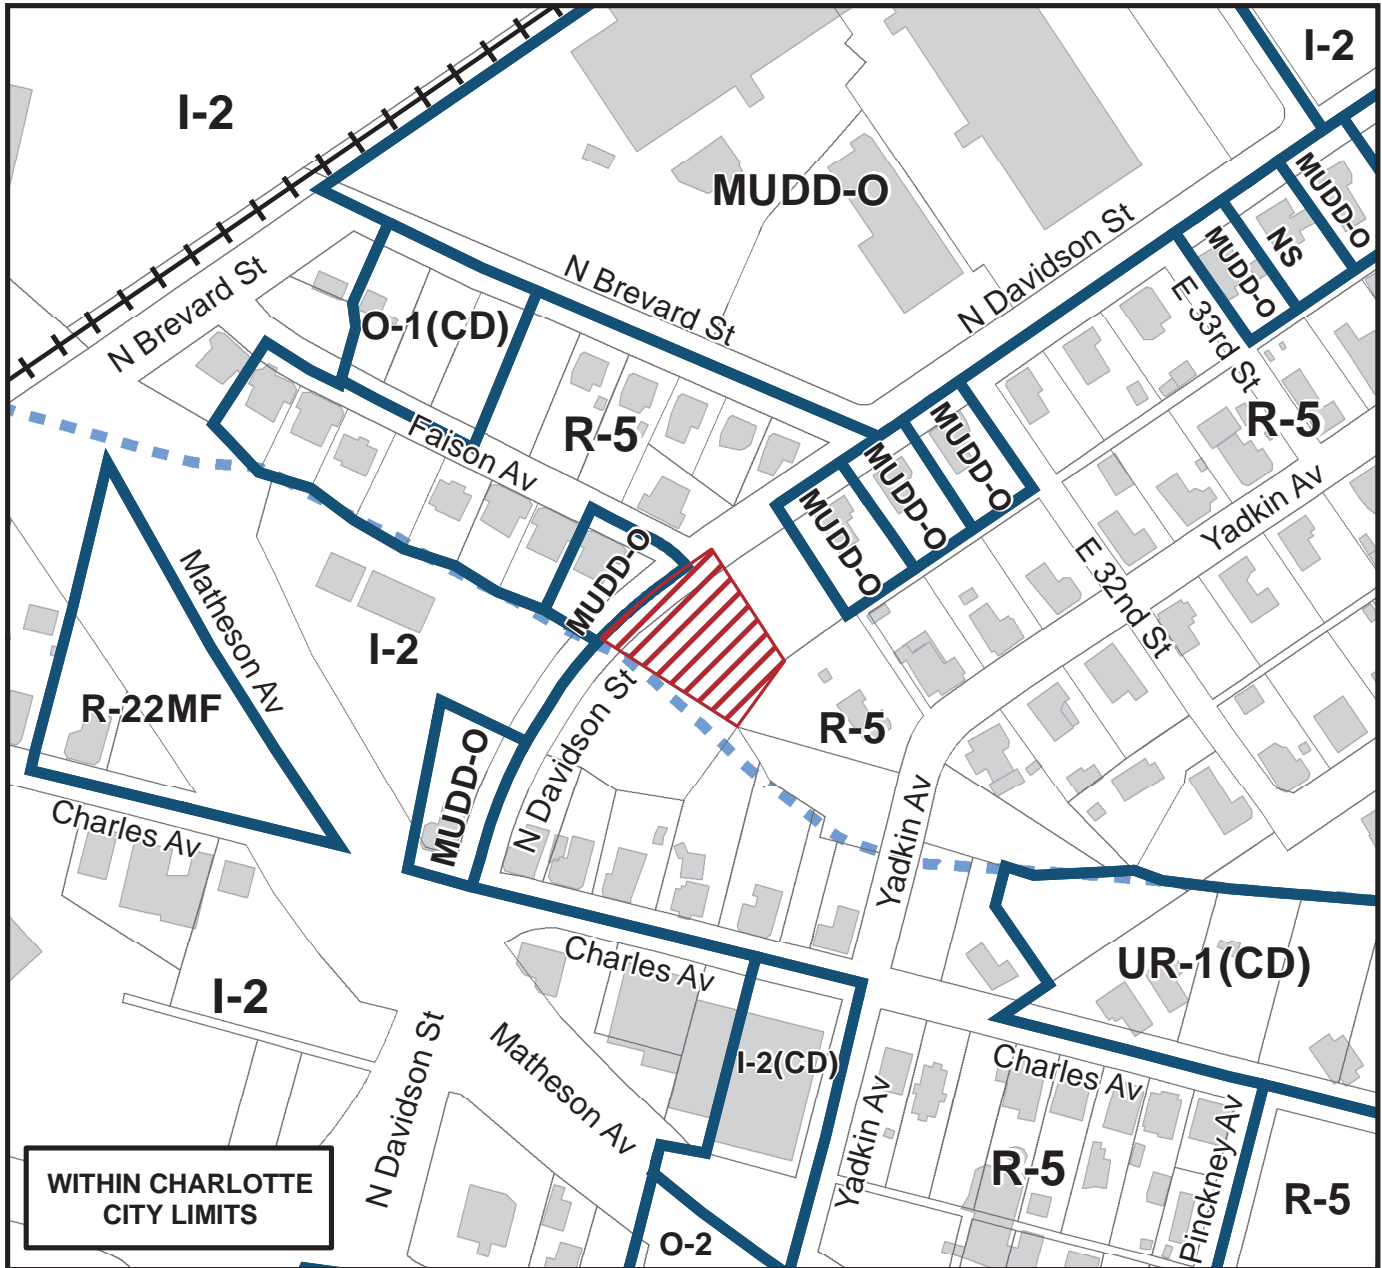 I-2
I-2
MUDD-O
MUDD-O
NS
MUDD-O
MUDD-O
N Davidson St
N Brevard St
N Brevard St
O-1(CD)
E 33rd St
R-5
R-5
Faison Av
MUDD-O
MUDD-O
MUDD-O
Yadkin Av
E 32nd St
MUDD-O
Matheson Av
I-2
R-22MF
R-5
N Davidson St
MUDD-O
Charles Av
Yadkin Av
Charles Av
UR-1(CD)
I-2
N Davidson St
Matheson Av
I-2(CD)
Charles Av
Yadkin Av
Pinckney Av
R-5
R-5
O-2
WITHIN CHARLOTTE
CITY LIMITS